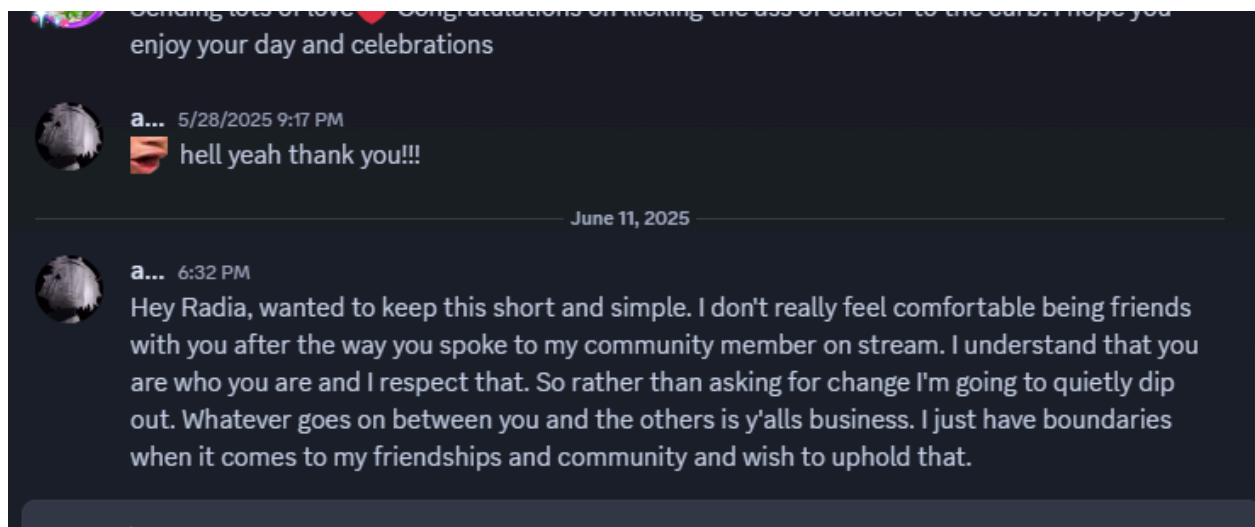 Sending lots of love Congratulations on kicking the ass of cancer to the curb. I hope you
enjoy your day and celebrations
a... 5/28/2025 9:17 PM
hell yeah thank you!!!
June 11, 2025
a... 6:32 PM
Hey Radia, wanted to keep this short and simple. I don't really feel comfortable being friends
with you after the way you spoke to my community member on stream. I understand that you
are who you are and I respect that. So rather than asking for change I'm going to quietly dip
out. Whatever goes on between you and the others is y'alls business. I just have boundaries
when it comes to my friendships and community and wish to uphold that.